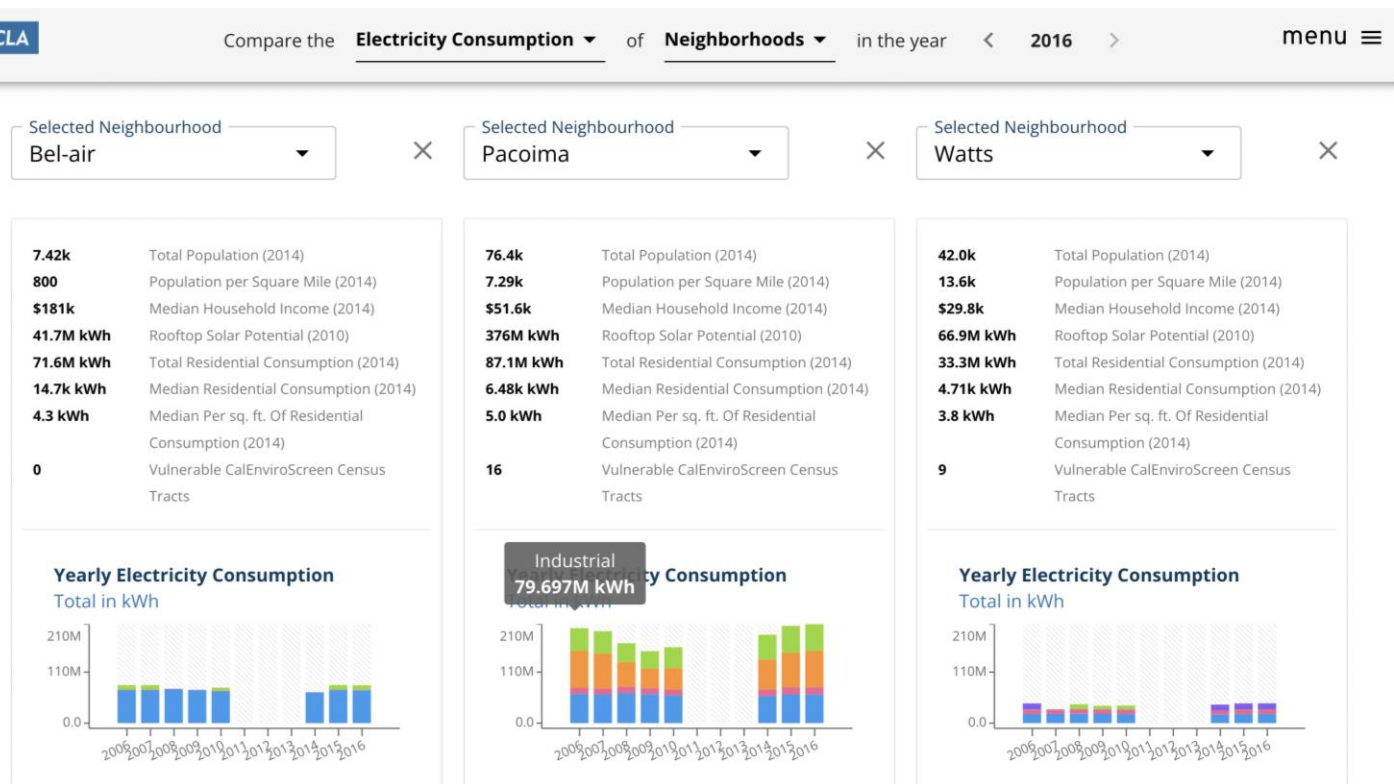 CLA
Compare the Electricity Consumption of Neighborhoods in the year < 2016 > menu
Selected Neighbourhood
Bel-air
7.42k Total Population (2014)
800 Population per Square Mile (2014)
$181k Median Household Income (2014)
41.7M kWh Rooftop Solar Potential (2010)
71.6M kWh Total Residential Consumption (2014)
14.7k kWh Median Residential Consumption (2014)
4.3 kWh Median Per sq. ft. Of Residential
Consumption (2014)
0 Vulnerable CalEnviroScreen Census
Tracts
Yearly Electricity Consumption
Total in kWh
210M
110M
0.0
2006 2007 2008 2009 2010 2011 2012 2013 2014 2015 2016
Selected Neighbourhood
Pacoima
76.4k Total Population (2014)
7.29k Population per Square Mile (2014)
$51.6k Median Household Income (2014)
376M kWh Rooftop Solar Potential (2010)
87.1M kWh Total Residential Consumption (2014)
6.48k kWh Median Residential Consumption (2014)
5.0 kWh Median Per sq. ft. Of Residential
Consumption (2014)
16 Vulnerable CalEnviroScreen Census
Tracts
Industrial
79.697M kWh
Yearly Electricity Consumption
Total in kWh
210M
110M
0.0
2006 2007 2008 2009 2010 2011 2012 2013 2014 2015 2016
Selected Neighbourhood
Watts
42.0k Total Population (2014)
13.6k Population per Square Mile (2014)
$29.8k Median Household Income (2014)
66.9M kWh Rooftop Solar Potential (2010)
33.3M kWh Total Residential Consumption (2014)
4.71k kWh Median Residential Consumption (2014)
3.8 kWh Median Per sq. ft. Of Residential
Consumption (2014)
9 Vulnerable CalEnviroScreen Census
Tracts
Yearly Electricity Consumption
Total in kWh
210M
110M
0.0
2006 2007 2008 2009 2010 2011 2012 2013 2014 2015 2016